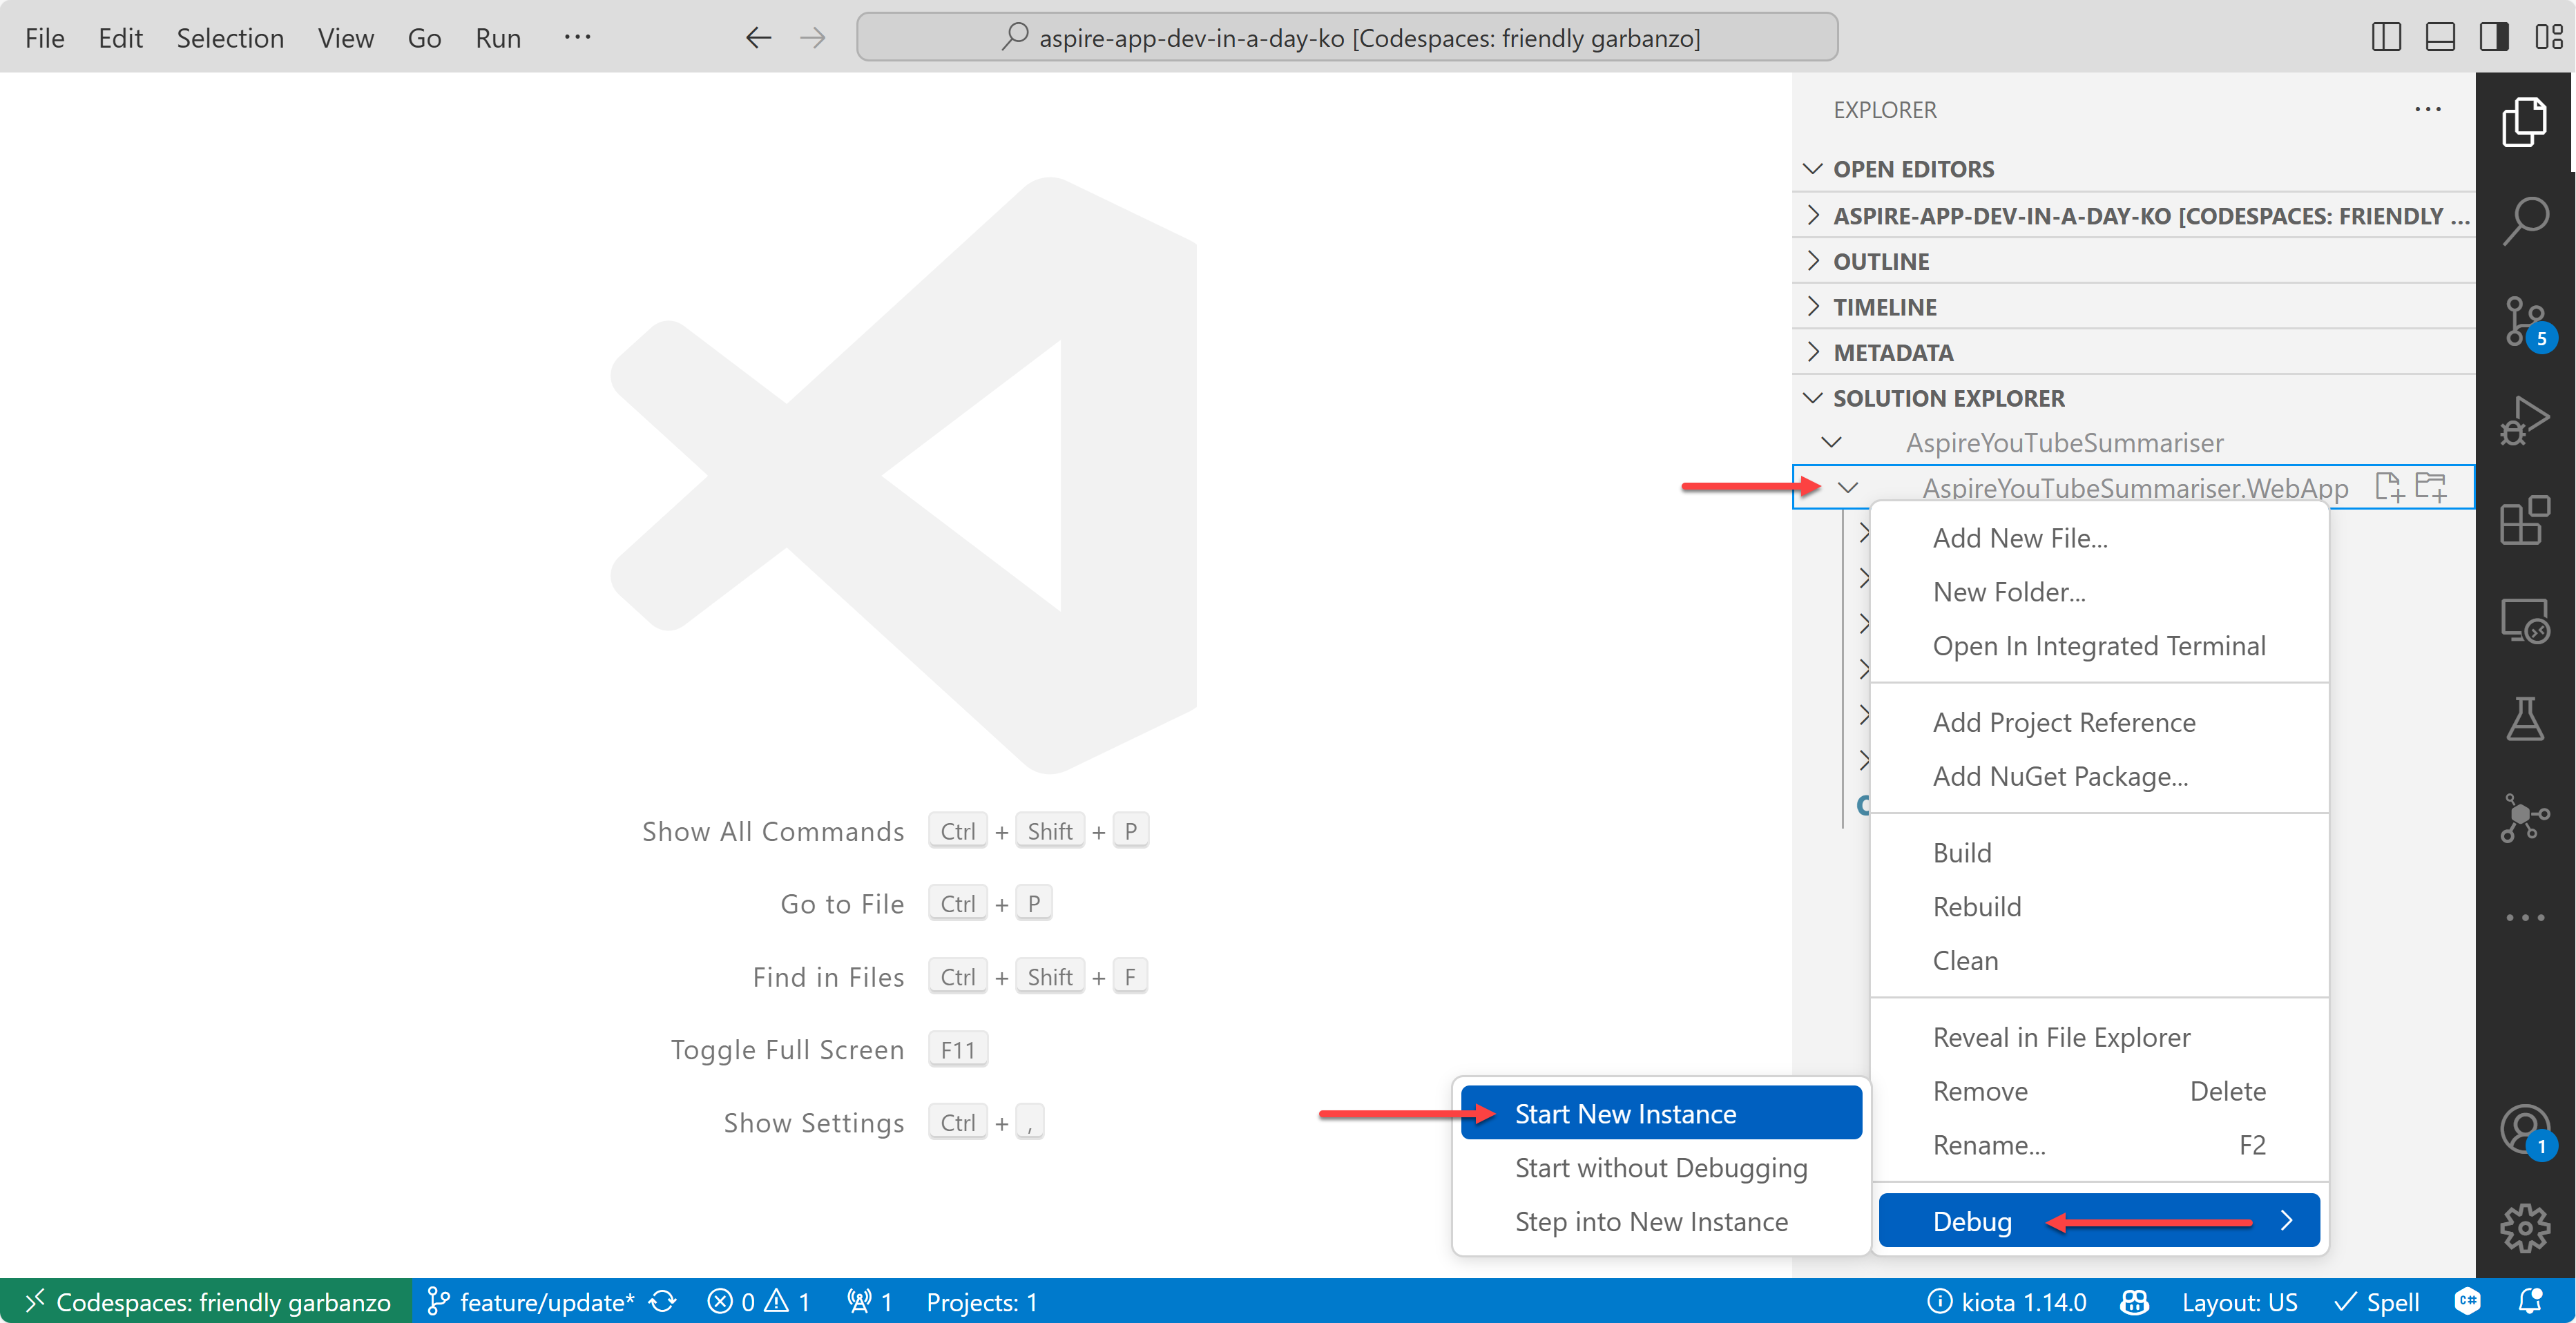 File Edit Selection View Go Run ···
aspire-app-dev-in-a-day-ko [Codespaces: friendly garbanzo]
EXPLORER
OPEN EDITORS
ASPIRE-APP-DEV-IN-A-DAY-KO [CODESPACES: FRIENDLY ...
OUTLINE
TIMELINE
METADATA
SOLUTION EXPLORER
AspireYouTubeSummariser
AspireYouTubeSummariser.WebApp
Add New File...
New Folder...
Open In Integrated Terminal
Add Project Reference
Add NuGet Package...
Build
Rebuild
Clean
Reveal in File Explorer
Remove Delete
Rename... F2
Debug
Start New Instance
Start without Debugging
Step into New Instance
Show All Commands Ctrl + Shift + P
Go to File Ctrl + P
Find in Files Ctrl + Shift + F
Toggle Full Screen F11
Show Settings Ctrl + ,
5
1
Codespaces: friendly garbanzo feature/update* 0 1 1 Projects: 1 kiota 1.14.0 Layout: US Spell C#